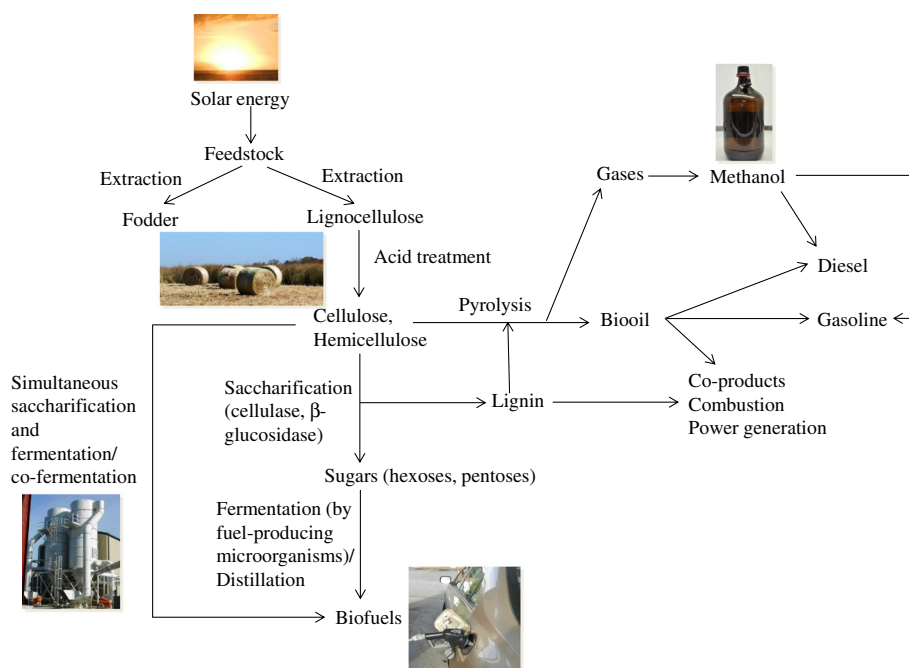 Solar energy
Feedstock
Extraction
Extraction
Fodder
Lignocellulose
Acid treatment
Cellulose,
Hemicellulose
Pyrolysis
Gases
Methanol
Biooil
Diesel
Gasoline
Simultaneous
saccharification
and
fermentation/
co-fermentation
Saccharification
(cellulase, β-
glucosidase)
Lignin
Co-products
Combustion
Power generation
Sugars (hexoses, pentoses)
Fermentation (by
fuel-producing
microorganisms)/
Distillation
Biofuels